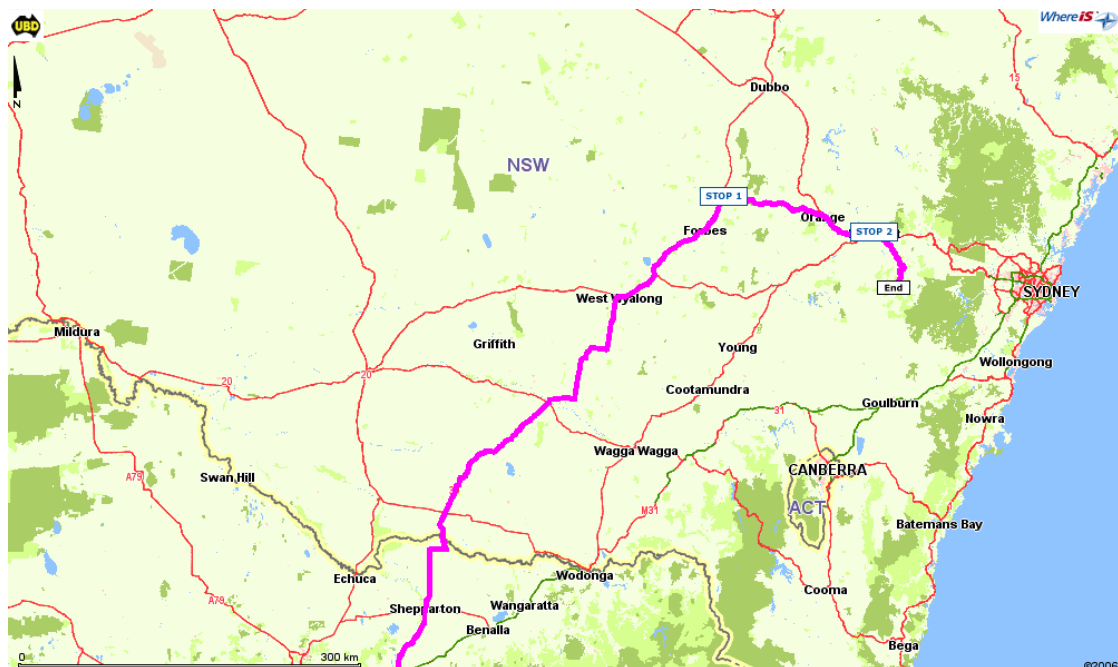 UBD
WhereiS
N
15
Dubbo
NSW
STOP 1
Orange
Forbes
STOP 2
End
SYDNEY
West Wyalong
Mildura
Griffith
Young
Wollongong
20
20
Cootamundra
Goulburn
31
Nowra
Wagga Wagga
CANBERRA
A79
Swan Hill
M31
ACT
Batemans Bay
Echuca
Wodonga
Cooma
A79
Shepparton
Wangaratta
Benalla
Bega
0
300 km